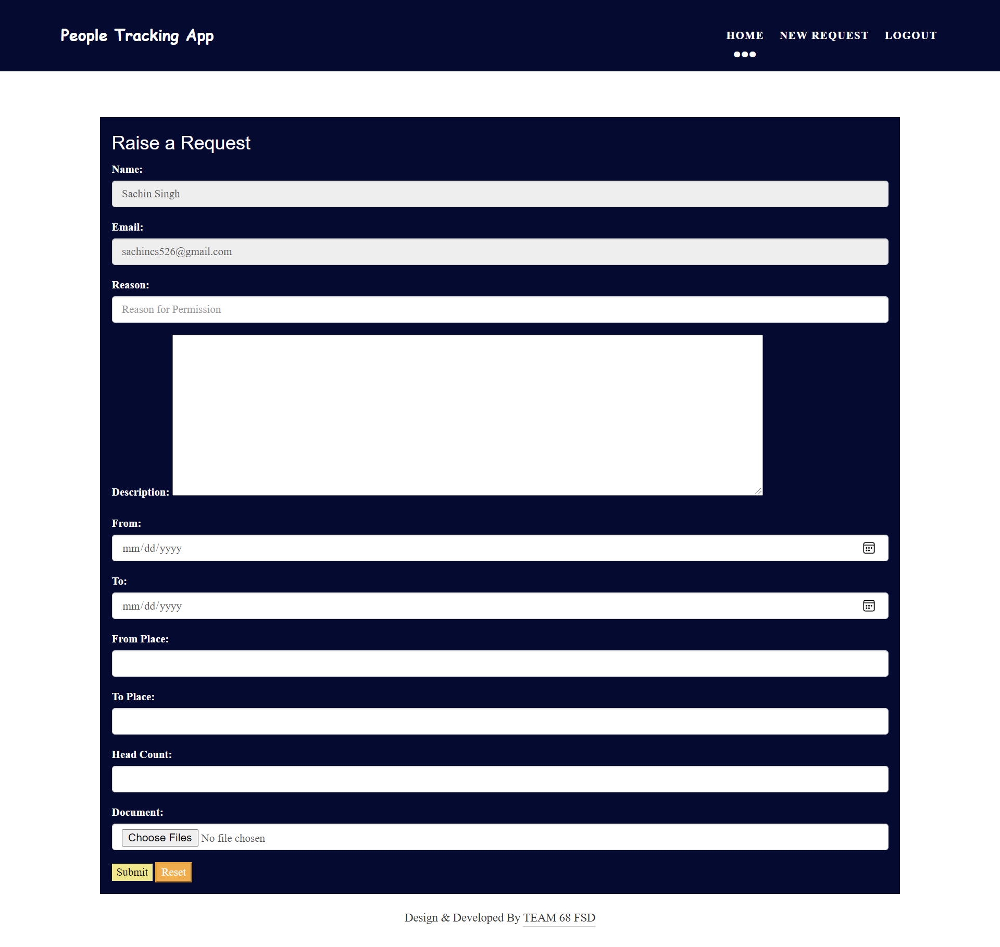 People Tracking App
HOME NEW REQUEST LOGOUT
Raise a Request
Name:
Sachin Singh
Email:
sachincs526@gmail.com
Reason:
Reason for Permission
Description:
From:
mm/dd/yyyy
To:
mm/dd/yyyy
From Place:
To Place:
Head Count:
Document:
Choose Files No file chosen
Submit Reset
Design & Developed By TEAM 68 FSD